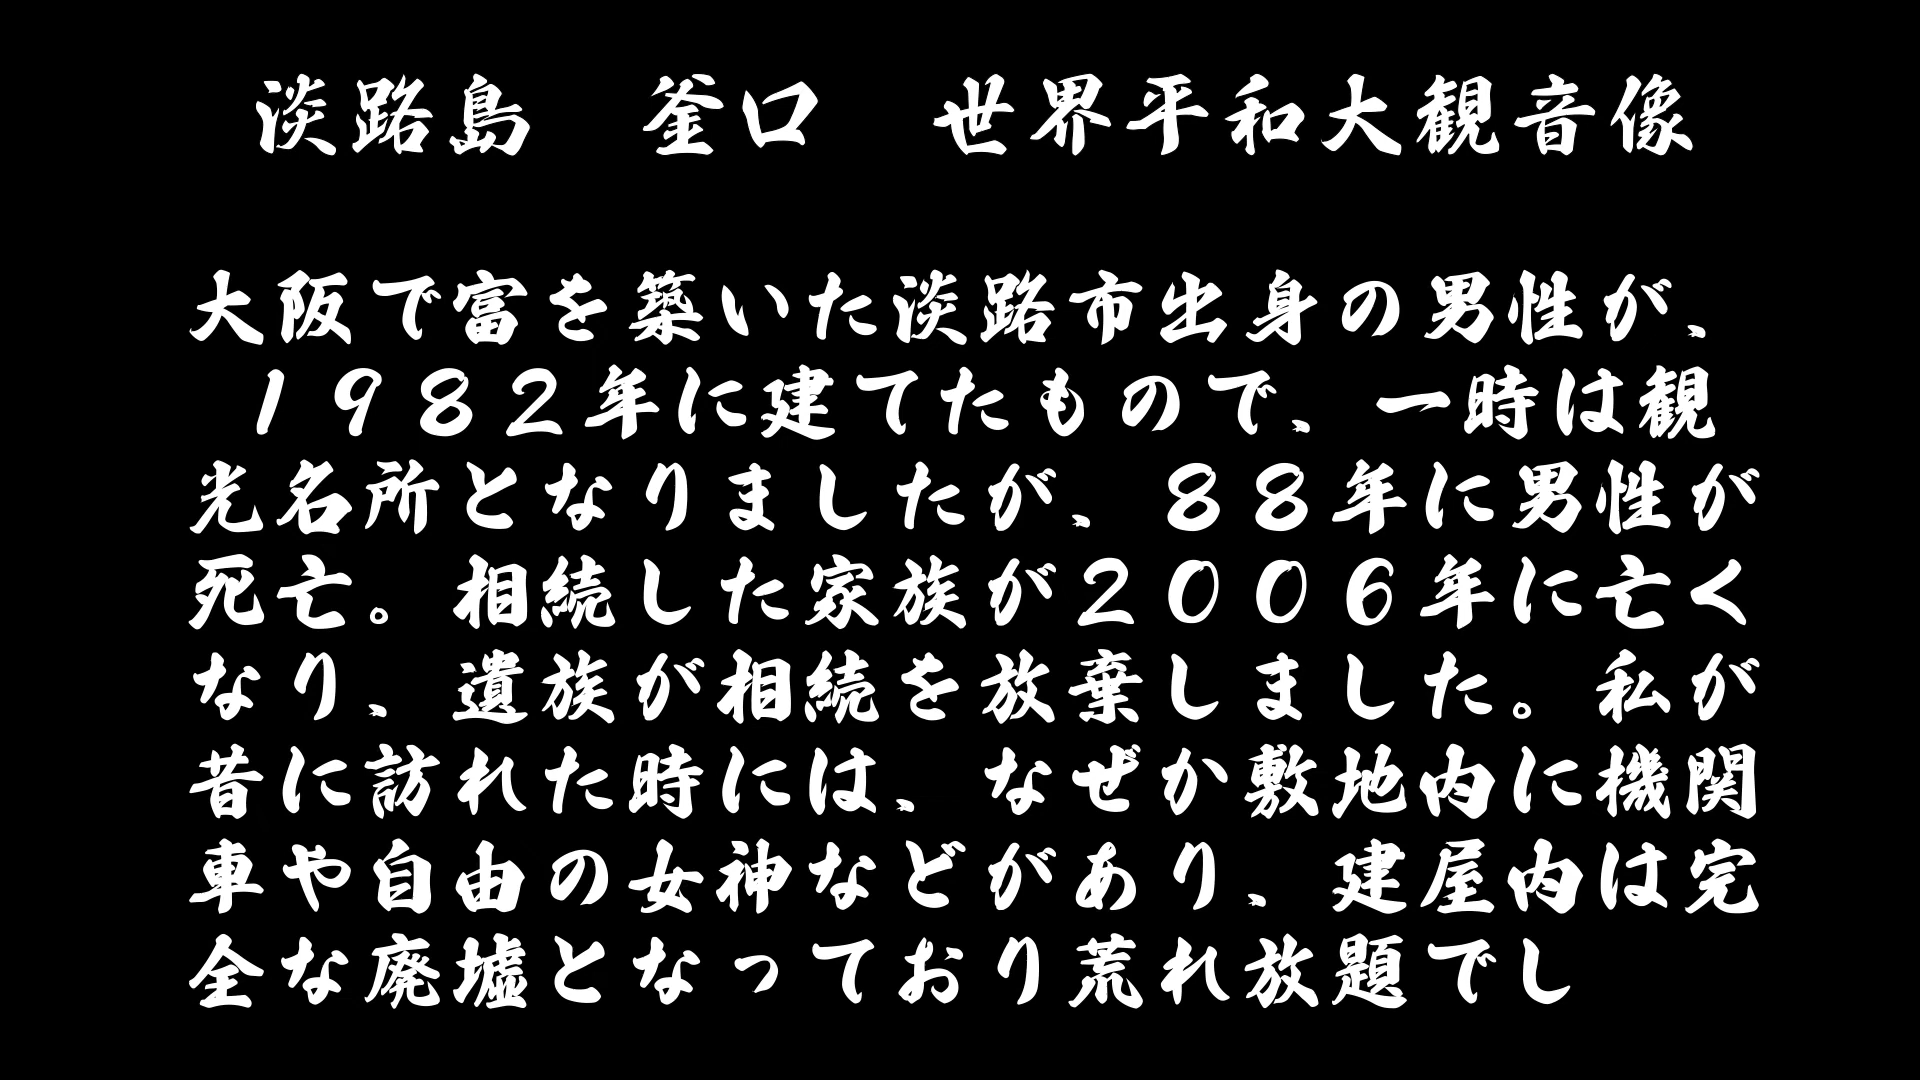 淡路島　釜口　世界平和大観音像
大阪で富を築いた淡路市出身の男性が、
１９８２年に建てたもので、一時は観
光名所となりましたが、８８年に男性が
死亡。相続した家族が２００６年に亡く
なり、遺族が相続を放棄しました。私が
昔に訪れた時には、なぜか敷地内に機関
車や自由の女神などがあり、建屋内は完
全な廃墟となっており荒れ放題でし